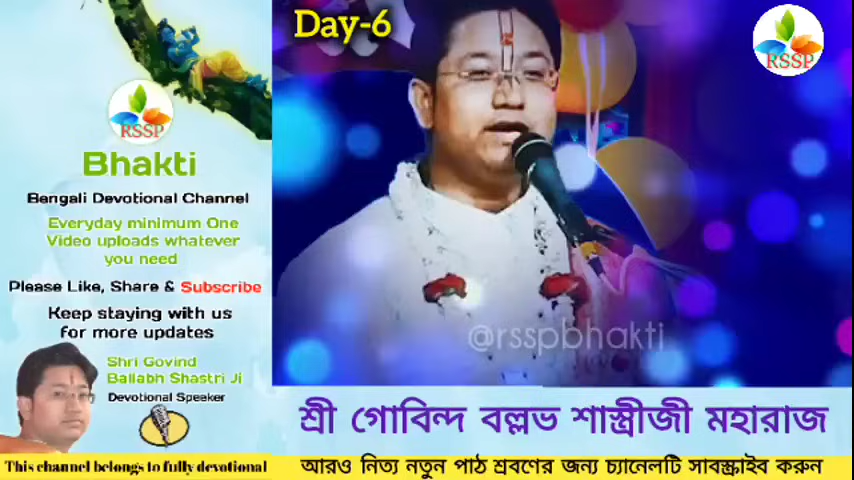 Day-6
RSSP
RSSP
Bhakti
Bengali Devotional Channel
Everyday minimum One
Video uploads whatever
you need
Please Like, Share & Subscribe
Keep staying with us
for more updates
Shri Govind
Ballabh Shastri Ji
Devotional Speaker
This channel belongs to fully devotional
@rsspbhakti
শ্রী গোবিন্দ বল্লভ শাস্ত্রীজী মহারাজ
আরও নিত্য নতুন পাঠ শ্রবণের জন্য চ্যানেলটি সাবস্ক্রাইব করুন